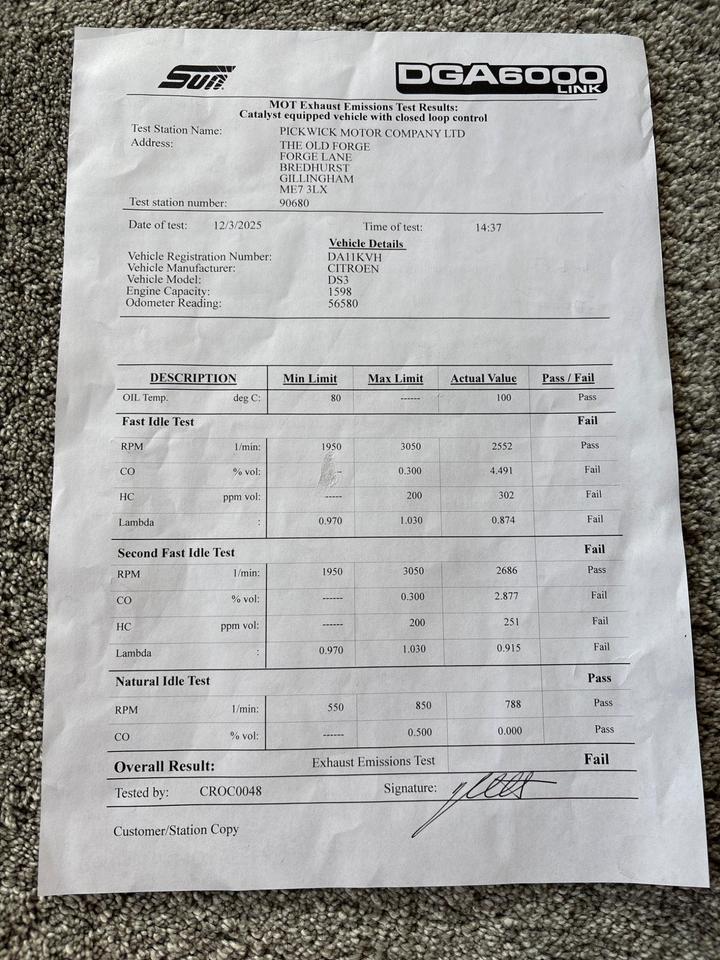 Sun
DGA6000
LINK
MOT Exhaust Emissions Test Results:
Catalyst equipped vehicle with closed loop control
Test Station Name: PICKWICK MOTOR COMPANY LTD
Address: THE OLD FORGE
FORGE LANE
BREDHURST
GILLINGHAM
ME7 3LX
Test station number: 90680
Date of test: 12/3/2025 Time of test: 14:37
Vehicle Details
Vehicle Registration Number: DA11KVH
Vehicle Manufacturer: CITROEN
Vehicle Model: DS3
Engine Capacity: 1598
Odometer Reading: 56580
DESCRIPTION Min Limit Max Limit Actual Value Pass / Fail
OIL Temp. deg C: 80 ------ 100 Pass
Fast Idle Test Fail
RPM 1/min: 1950 3050 2552 Pass
CO % vol: 0.300 4.491 Fail
HC ppm vol: ------ 200 302 Fail
Lambda : 0.970 1.030 0.874 Fail
Second Fast Idle Test Fail
RPM 1/min: 1950 3050 2686 Pass
CO % vol: ------ 0.300 2.877 Fail
HC ppm vol: ------ 200 251 Fail
Lambda : 0.970 1.030 0.915 Fail
Natural Idle Test Pass
RPM 1/min: 550 850 788 Pass
CO % vol: ------ 0.500 0.000 Pass
Overall Result: Exhaust Emissions Test Fail
Tested by: CROC0048 Signature:
Customer/Station Copy